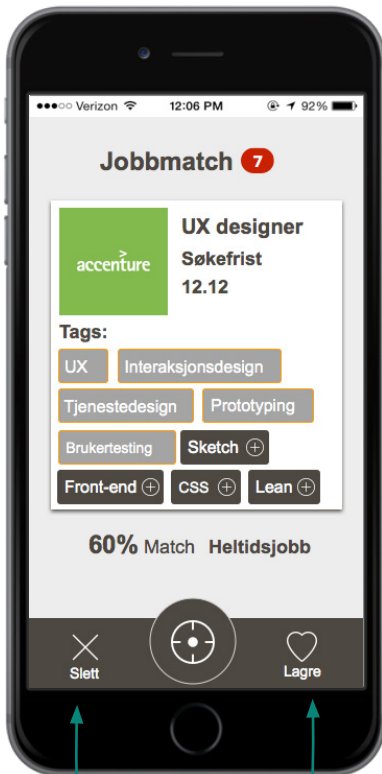 Verizon 12:06 PM 92%
Jobbmatch 7
accenture
UX designer
Søkefrist
12.12
Tags:
UX Interaksjonsdesign
Tjenestedesign Prototyping
Brukertesting Sketch
Front-end CSS Lean
60% Match Heltidsjobb
Slett Lagre